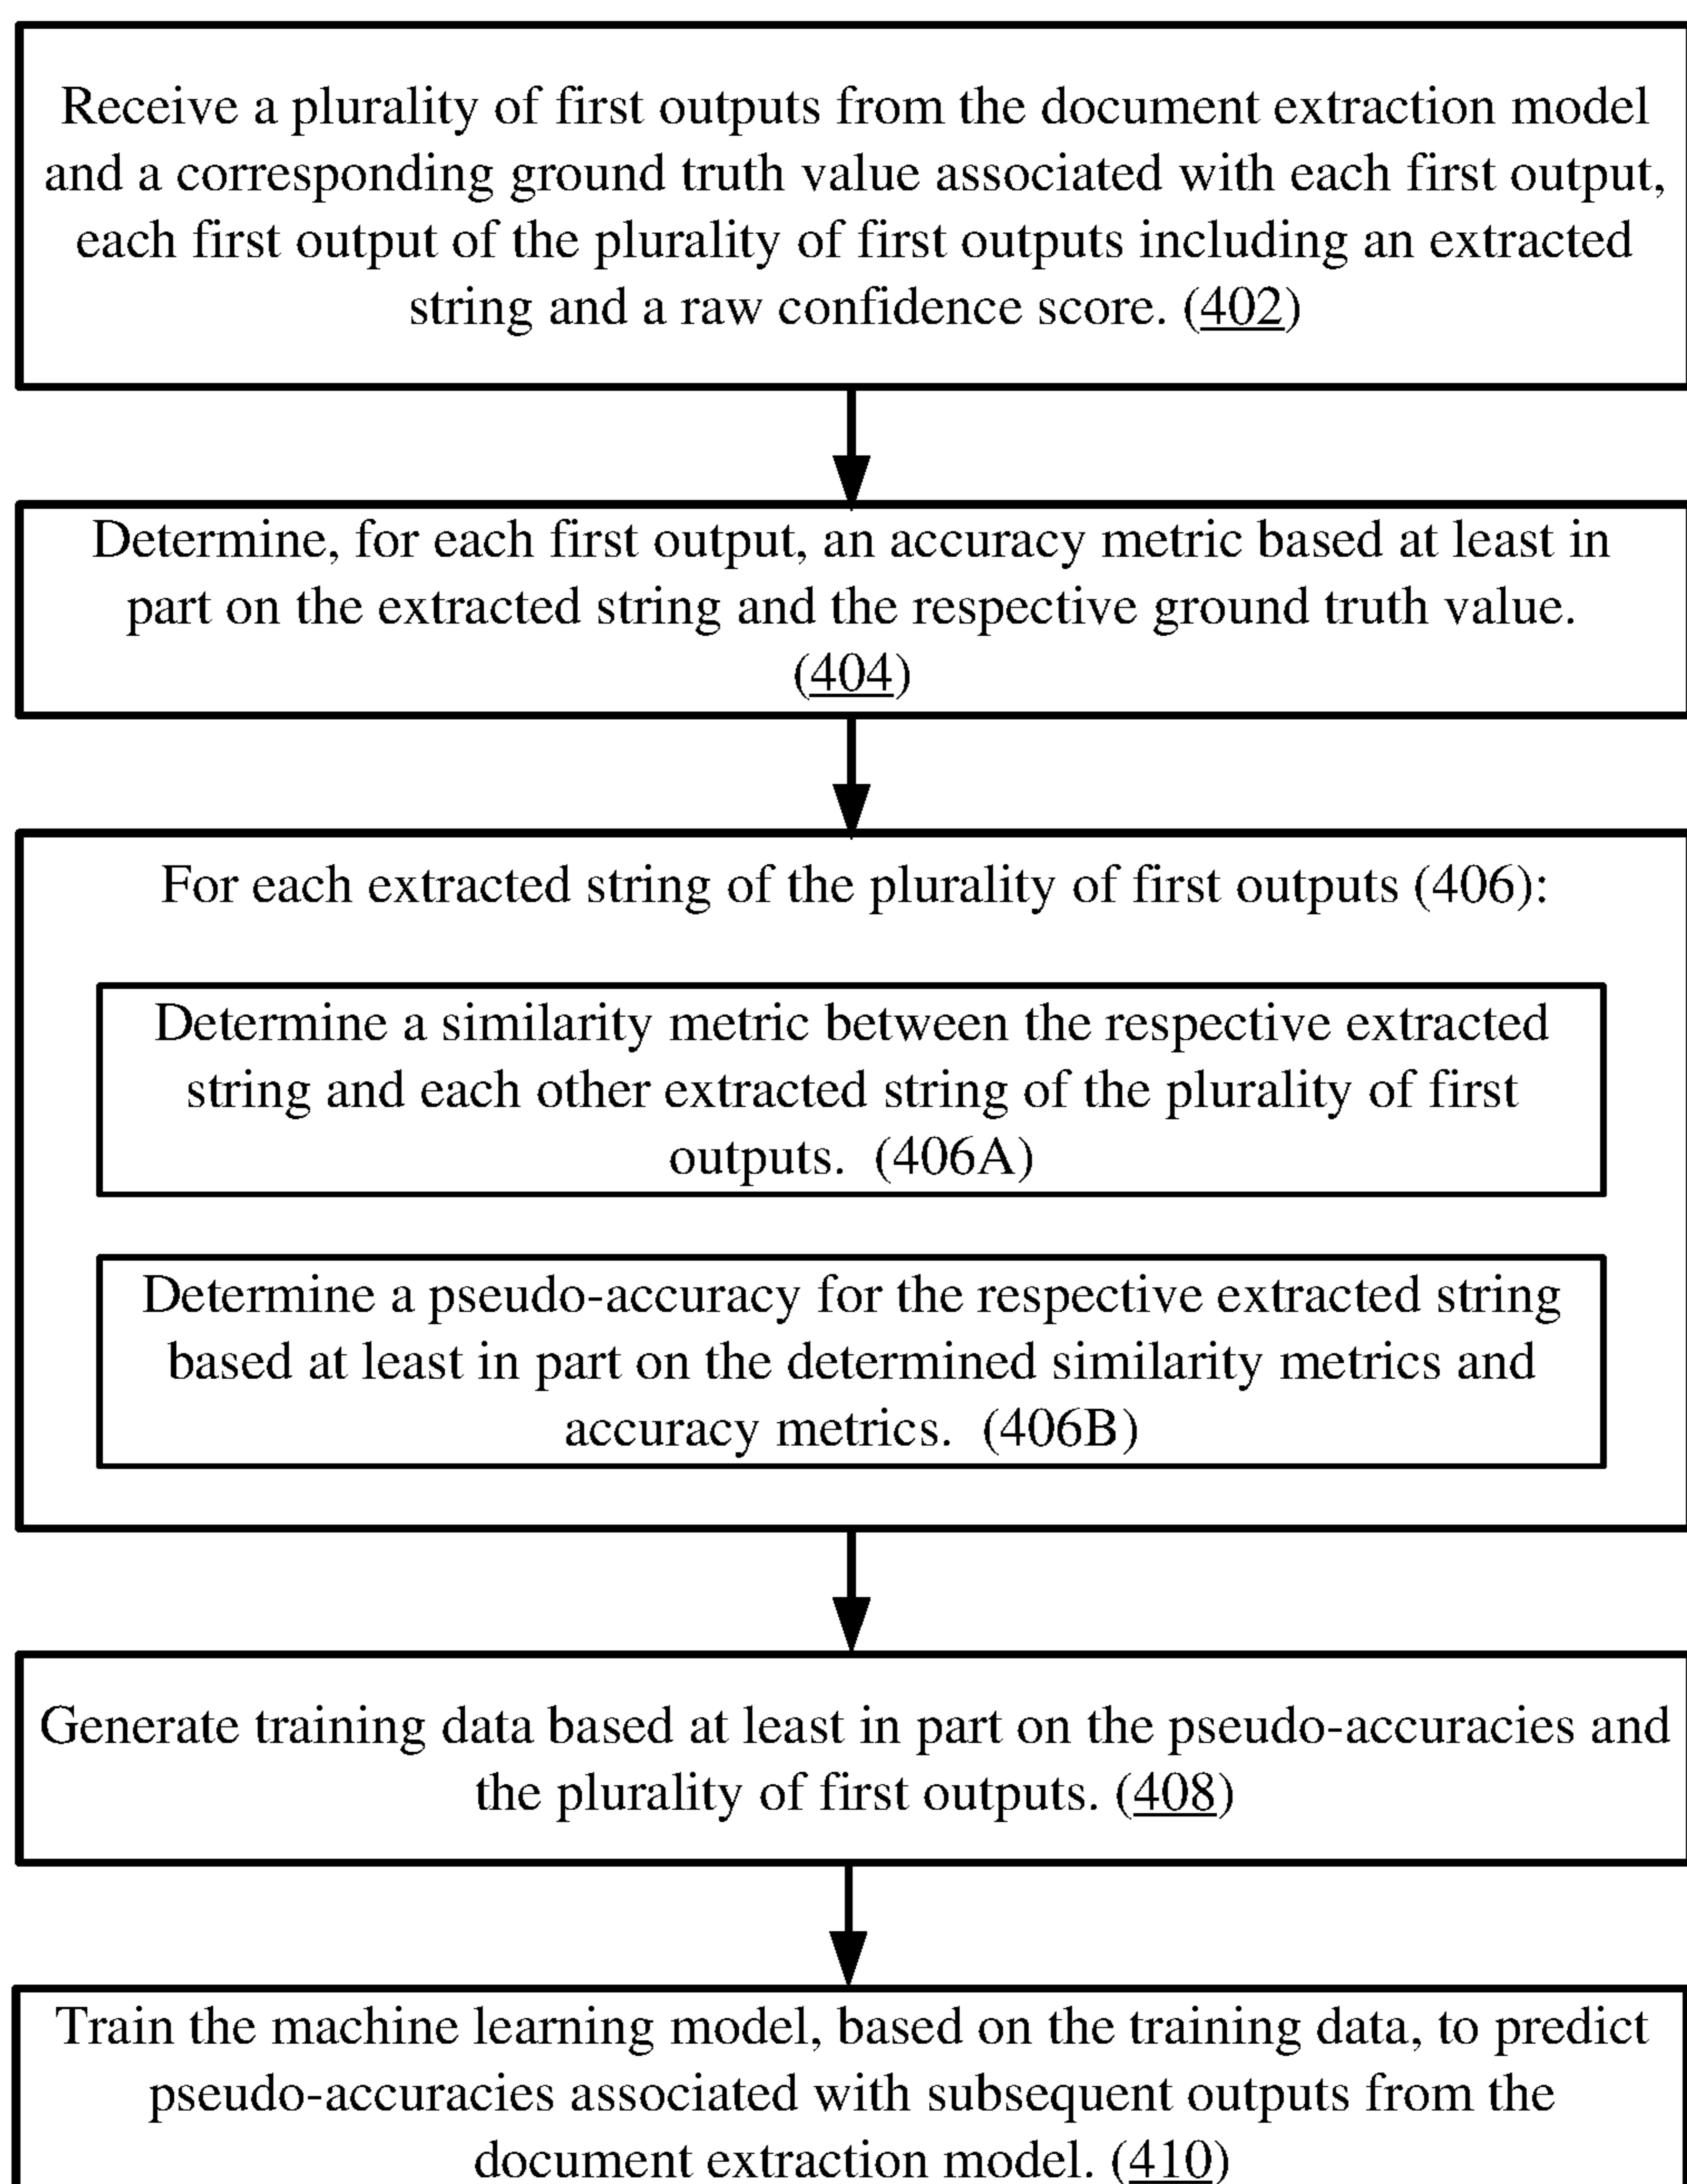 Receive a plurality of first outputs from the document extraction model
and a corresponding ground truth value associated with each first output,
each first output of the plurality of first outputs including an extracted
string and a raw confidence score. (402)
Determine, for each first output, an accuracy metric based at least in
part on the extracted string and the respective ground truth value.
(404)
For each extracted string of the plurality of first outputs (406):
Determine a similarity metric between the respective extracted
string and each other extracted string of the plurality of first
outputs. (406A)
Determine a pseudo-accuracy for the respective extracted string
based at least in part on the determined similarity metrics and
accuracy metrics. (406B)
Generate training data based at least in part on the pseudo-accuracies and
the plurality of first outputs. (408)
Train the machine learning model, based on the training data, to predict
pseudo-accuracies associated with subsequent outputs from the
document extraction model. (410)